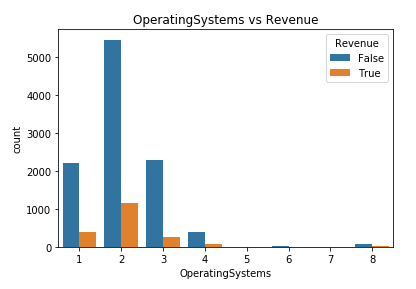 OperatingSystems vs Revenue
Revenue
False
True
5000
4000
3000
2000
1000
0
count
1 2 3 4 5 6 7 8
OperatingSystems